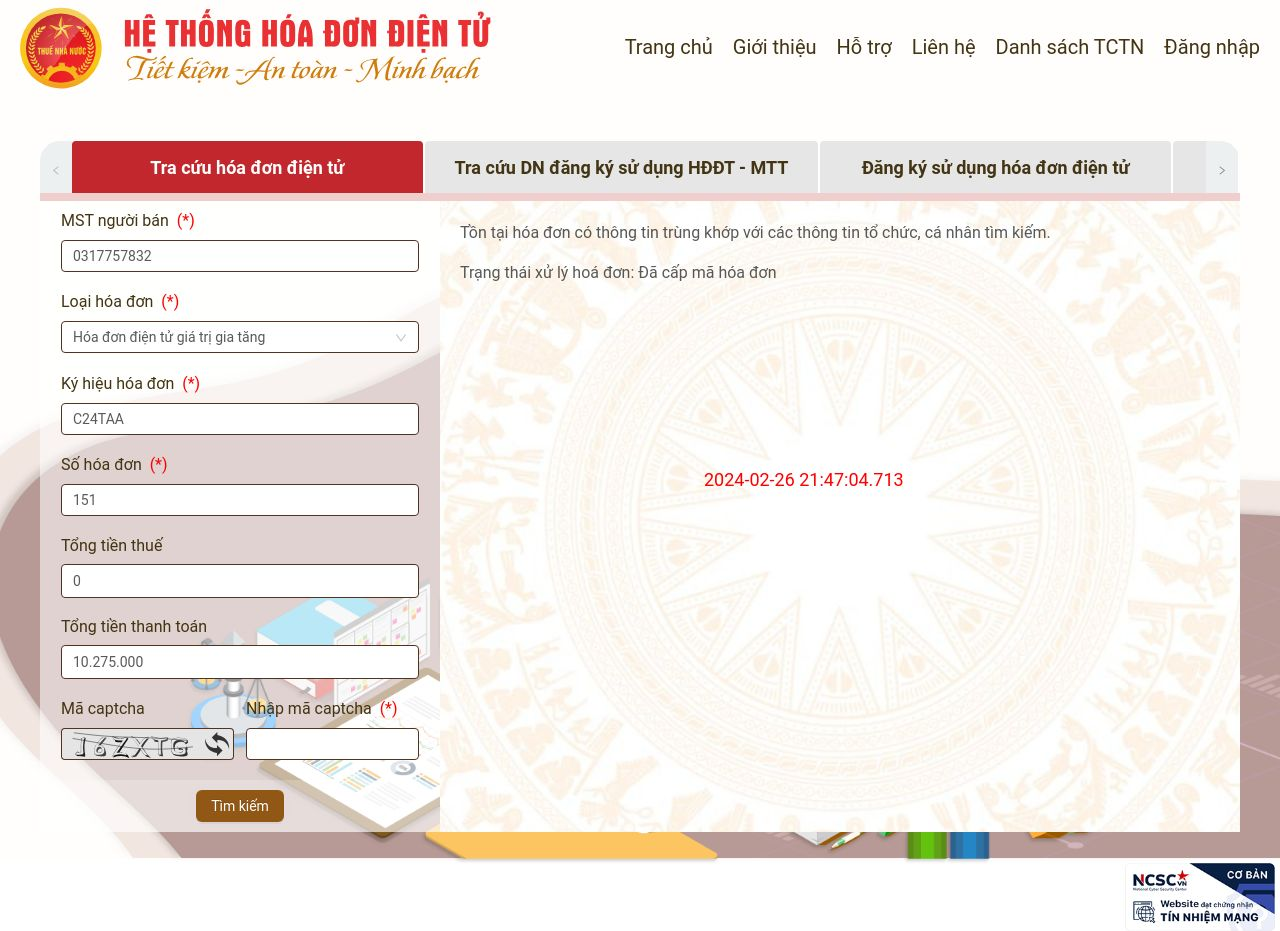 THUẾ NHÀ NƯỚC
HỆ THỐNG HÓA ĐƠN ĐIỆN TỬ
Tiết kiệm - An toàn - Minh bạch
Trang chủ Giới thiệu Hỗ trợ Liên hệ Danh sách TCTN Đăng nhập
Tra cứu hóa đơn điện tử
Tra cứu DN đăng ký sử dụng HĐĐT - MTT
Đăng ký sử dụng hóa đơn điện tử
MST người bán (*)
0317757832
Loại hóa đơn (*)
Hóa đơn điện tử giá trị gia tăng
Ký hiệu hóa đơn (*)
C24TAA
Số hóa đơn (*)
151
Tổng tiền thuế
0
Tổng tiền thanh toán
10.275.000
Mã captcha
Nhập mã captcha (*)
Tìm kiếm
Tồn tại hóa đơn có thông tin trùng khớp với các thông tin tổ chức, cá nhân tìm kiếm.
Trạng thái xử lý hoá đơn: Đã cấp mã hóa đơn
2024-02-26 21:47:04.713
NCSC.VN
National Cyber Security Center
CƠ BẢN
Website đạt chứng nhận
TÍN NHIỆM MẠNG